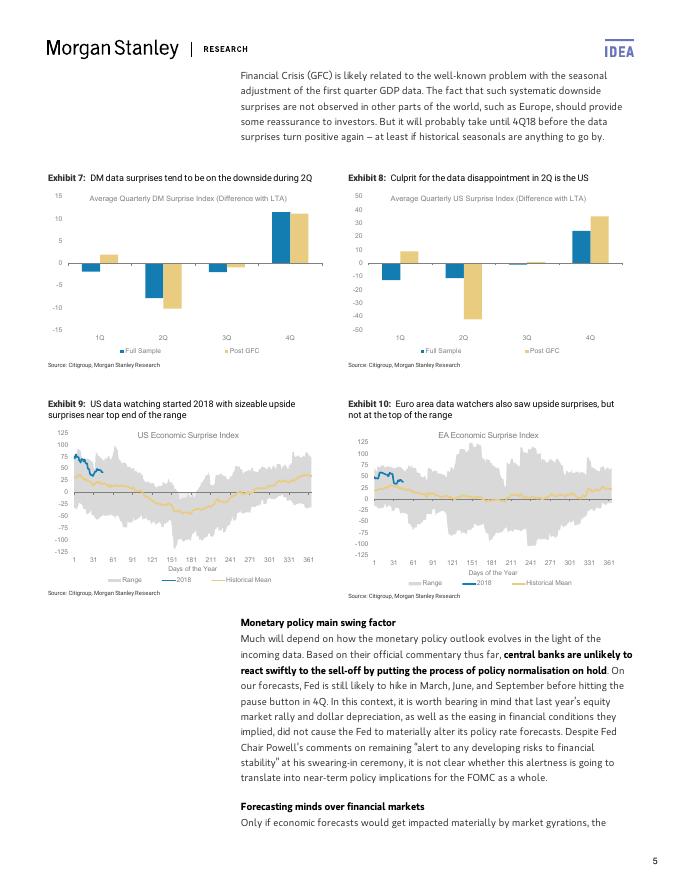 Morgan Stanley | RESEARCH
IDEA
Financial Crisis (GFC) is likely related to the well-known problem with the seasonal
adjustment of the first quarter GDP data. The fact that such systematic downside
surprises are not observed in other parts of the world, such as Europe, should provide
some reassurance to investors. But it will probably take until 4Q18 before the data
surprises turn positive again – at least if historical seasonals are anything to go by.
Exhibit 7: DM data surprises tend to be on the downside during 2Q
Average Quarterly DM Surprise Index (Difference with LTA)
15
10
5
0
-5
-10
-15
1Q 2Q 3Q 4Q
Full Sample Post GFC
Source: Citigroup, Morgan Stanley Research
Exhibit 8: Culprit for the data disappointment in 2Q is the US
Average Quarterly US Surprise Index (Difference with LTA)
50
40
30
20
10
0
-10
-20
-30
-40
-50
1Q 2Q 3Q 4Q
Full Sample Post GFC
Source: Citigroup, Morgan Stanley Research
Exhibit 9: US data watching started 2018 with sizeable upside
surprises near top end of the range
US Economic Surprise Index
125
100
75
50
25
0
-25
-50
-75
-100
-125
1 31 61 91 121 151 181 211 241 271 301 331 361
Days of the Year
Range 2018 Historical Mean
Source: Citigroup, Morgan Stanley Research
Exhibit 10: Euro area data watchers also saw upside surprises, but
not at the top of the range
EA Economic Surprise Index
125
100
75
50
25
0
-25
-50
-75
-100
-125
1 31 61 91 121 151 181 211 241 271 301 331 361
Days of the Year
Range 2018 Historical Mean
Source: Citigroup, Morgan Stanley Research
Monetary policy main swing factor
Much will depend on how the monetary policy outlook evolves in the light of the
incoming data. Based on their official commentary thus far, central banks are unlikely to
react swiftly to the sell-off by putting the process of policy normalisation on hold. On
our forecasts, Fed is still likely to hike in March, June, and September before hitting the
pause button in 4Q. In this context, it is worth bearing in mind that last year's equity
market rally and dollar depreciation, as well as the easing in financial conditions they
implied, did not cause the Fed to materially alter its policy rate forecasts. Despite Fed
Chair Powell's comments on remaining "alert to any developing risks to financial
stability" at his swearing-in ceremony, it is not clear whether this alertness is going to
translate into near-term policy implications for the FOMC as a whole.
Forecasting minds over financial markets
Only if economic forecasts would get impacted materially by market gyrations, the
5